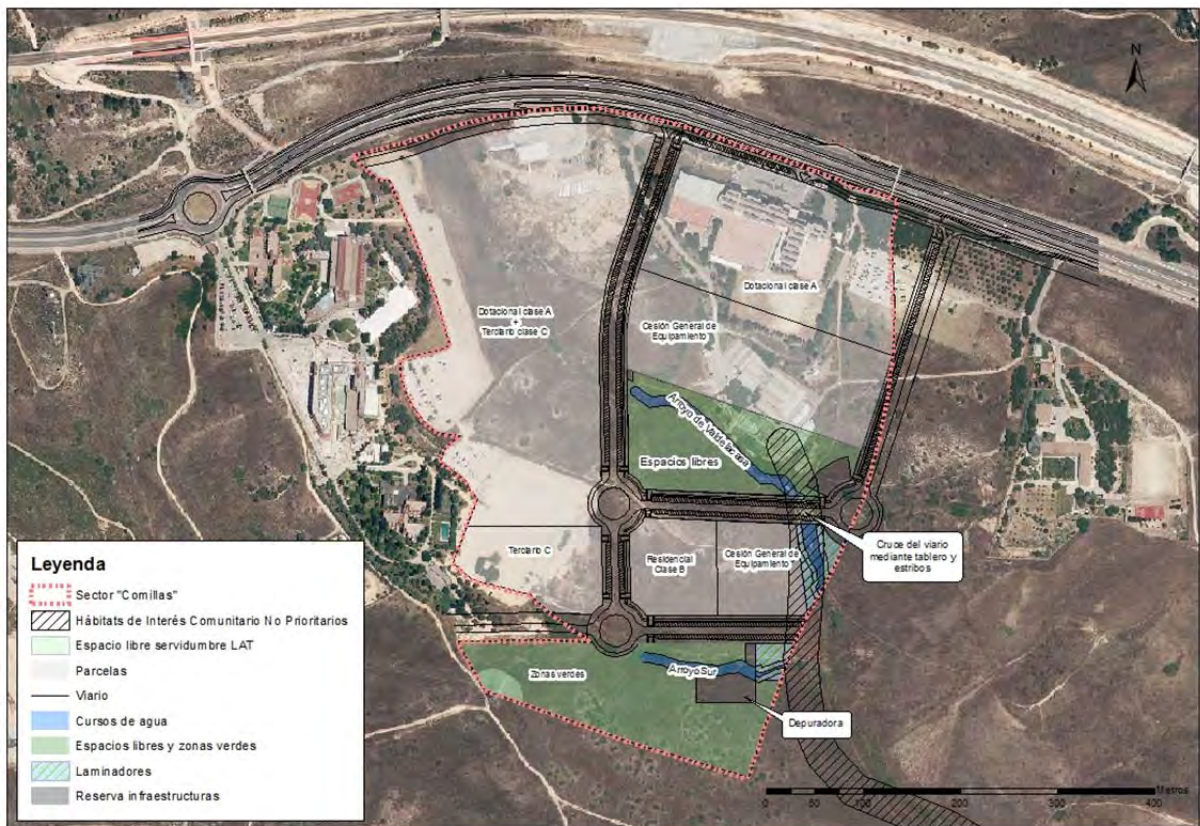 N
Dotacional clase A
Dotacional clase A
+
Terciario clase C
Cesión General de
Equipamiento
Arroyo de Valdelacasa
Espacios libres
Terciario C
Residencial
Clase B
Cesión General de
Equipamiento
Cruce del viario
mediante tablero y
estribos
Zonas verdes
Arroyo Sur
Depuradora
Leyenda
Sector "Comillas"
Hábitats de Interés Comunitario No Prioritarios
Espacio libre servidumbre LAT
Parcelas
Viario
Cursos de agua
Espacios libres y zonas verdes
Laminadores
Reserva infraestructuras
Metros
0 50 100 200 300 400